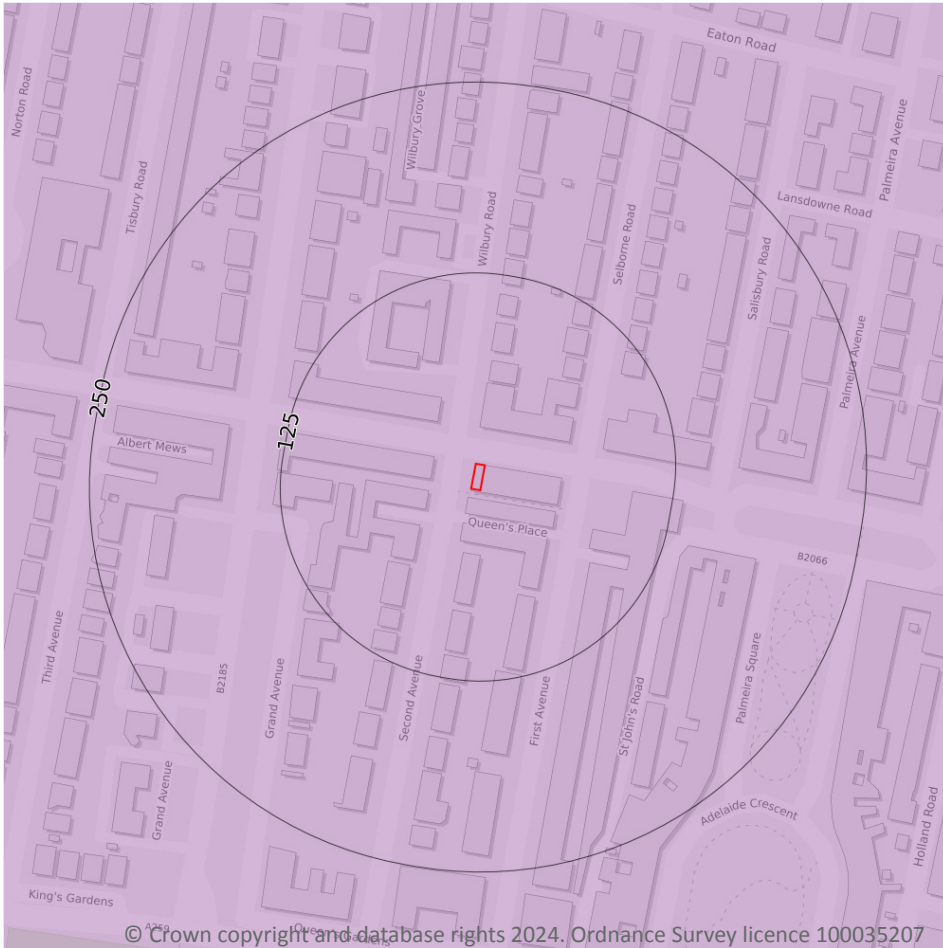 Eaton Road
Norton Road
Wilbury Grove
Palmeira Avenue
Tisbury Road
Lansdowne Road
Wilbury Road
Selborne Road
Salisbury Road
Palmeira Avenue
250
125
Albert Mews
Queen's Place
B2066
Third Avenue
B2185
Grand Avenue
Second Avenue
First Avenue
St John's Road
Palmeira Square
Grand Avenue
Adelaide Crescent
Holland Road
King's Gardens
A259
Queen's Gardens
© Crown copyright and database rights 2024. Ordnance Survey licence 100035207